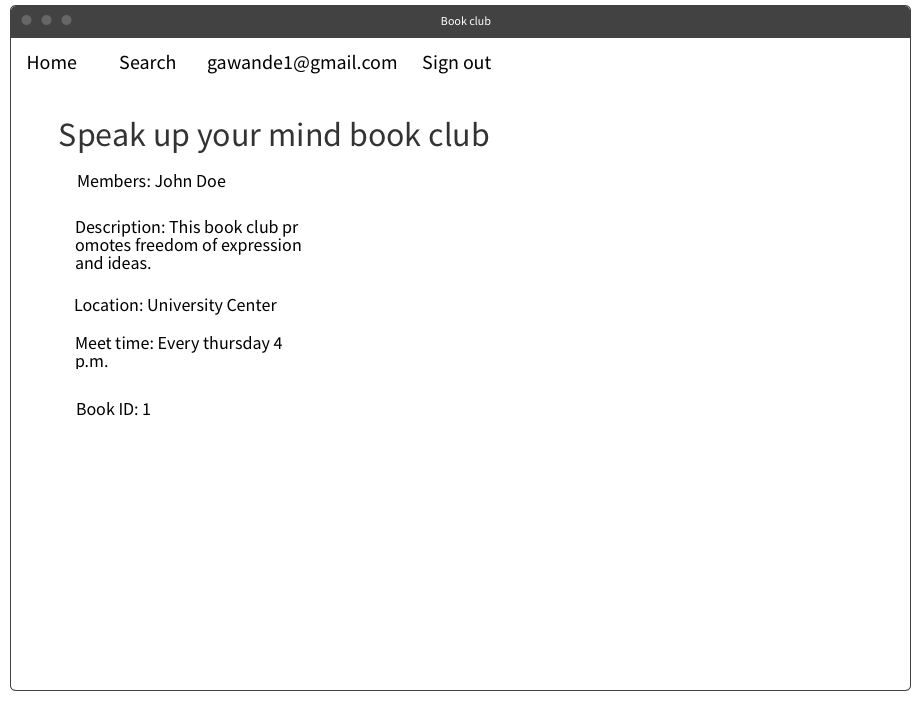 Book club
Home Search gawande1@gmail.com Sign out
Speak up your mind book club
Members: John Doe
Description: This book club pr
omotes freedom of expression
and ideas.
Location: University Center
Meet time: Every thursday 4
p.m.
Book ID: 1